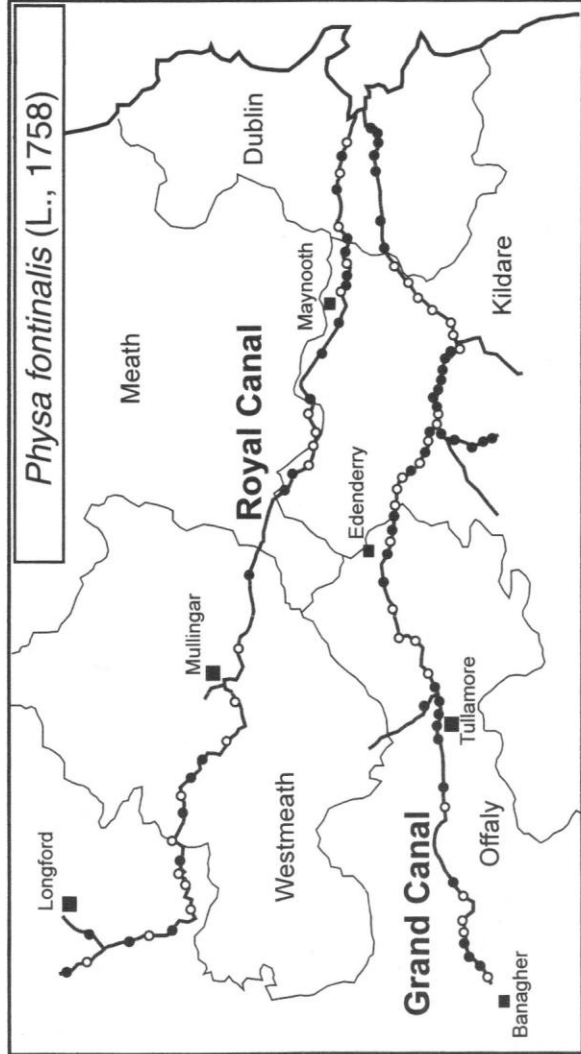 Physa fontinalis (L., 1758)
Longford
Mullingar
Meath
Dublin
Maynooth
Royal Canal
Westmeath
Edenderry
Kildare
Tullamore
Offaly
Grand Canal
Banagher